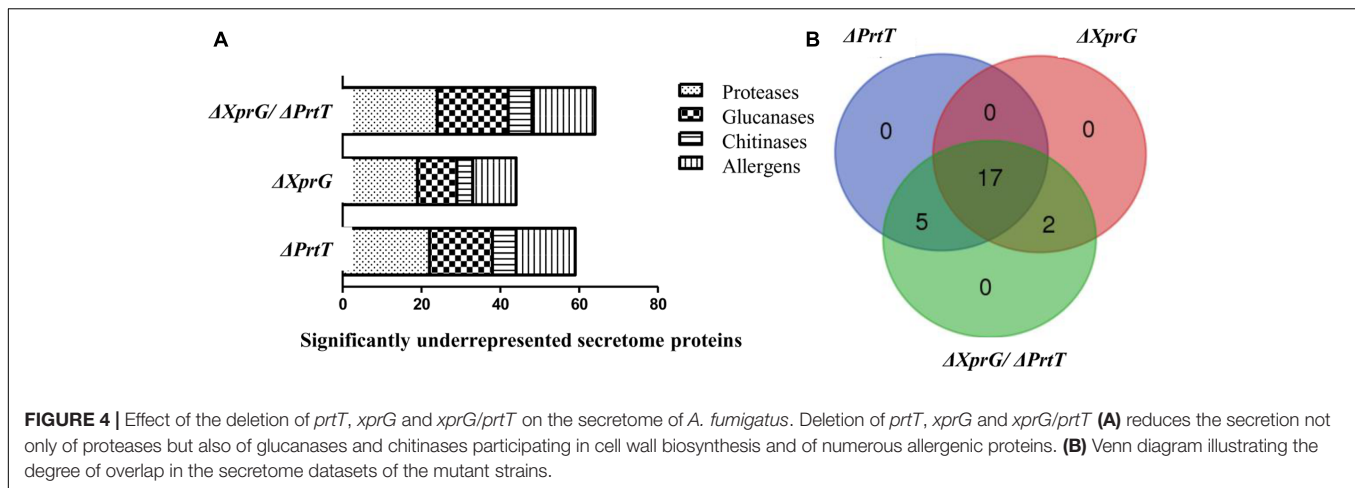 A
ΔXprG/ ΔPrtT
ΔXprG
ΔPrtT
0 20 40 60 80
Significantly underrepresented secretome proteins
Proteases
Glucanases
Chitinases
Allergens
B
ΔPrtT ΔXprG
0 0 0
17
5 2
0
ΔXprG/ ΔPrtT
FIGURE 4 | Effect of the deletion of prtT, xprG and xprG/prtT on the secretome of A. fumigatus. Deletion of prtT, xprG and xprG/prtT (A) reduces the secretion not
only of proteases but also of glucanases and chitinases participating in cell wall biosynthesis and of numerous allergenic proteins. (B) Venn diagram illustrating the
degree of overlap in the secretome datasets of the mutant strains.